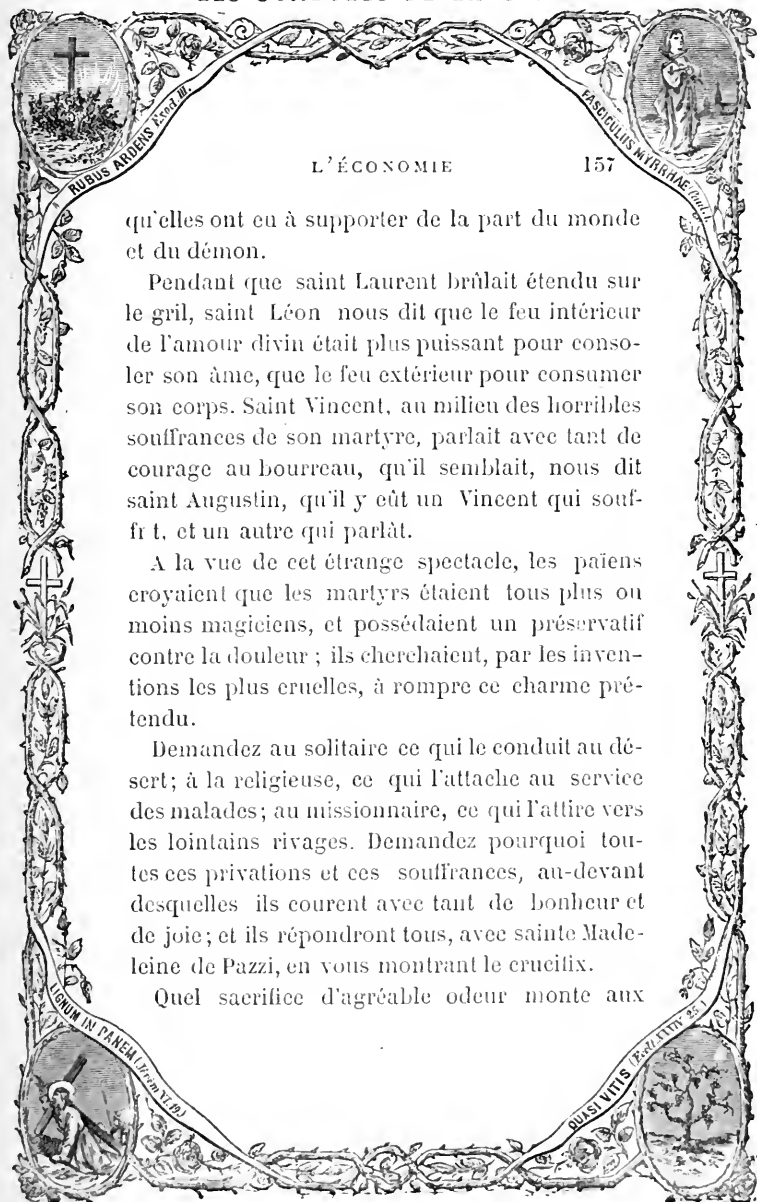 RUBUS ARDENS Exod. III.
FASCICULUS MYRRHAE
L'ÉCONOMIE 157
qu'elles ont eu à supporter de la part du monde
et du démon.
Pendant que saint Laurent brûlait étendu sur
le gril, saint Léon nous dit que le feu intérieur
de l'amour divin était plus puissant pour conso-
ler son âme, que le feu extérieur pour consumer
son corps. Saint Vincent, au milieu des horribles
souffrances de son martyre, parlait avec tant de
courage au bourreau, qu'il semblait, nous dit
saint Augustin, qu'il y eût un Vincent qui souf-
fr t, et un autre qui parlât.
A la vue de cet étrange spectacle, les païens
croyaient que les martyrs étaient tous plus ou
moins magiciens, et possédaient un préservatif
contre la douleur ; ils cherchaient, par les inven-
tions les plus cruelles, à rompre ce charme pré-
tendu.
Demandez au solitaire ce qui le conduit au dé-
sert; à la religieuse, ce qui l'attache au service
des malades; au missionnaire, ce qui l'attire vers
les lointains rivages. Demandez pourquoi tou-
tes ces privations et ces souffrances, au-devant
desquelles ils courent avec tant de bonheur et
de joie; et ils répondront tous, avec sainte Made-
leine de Pazzi, en vous montrant le crucifix.
Quel sacrifice d'agréable odeur monte aux
LIGNUM IN PANEM (Jerem VI. 19.)
QUASI VITIS